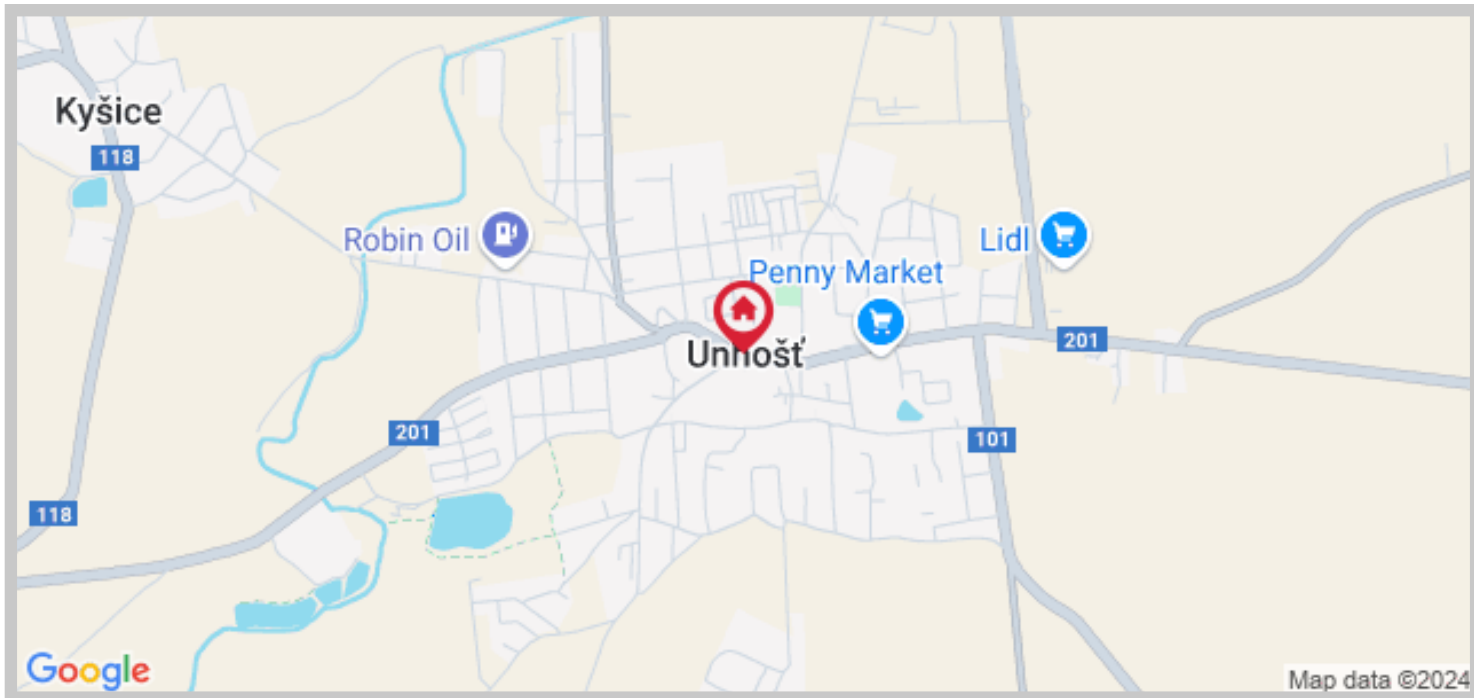 Kyšice
118
Robin Oil
Lidl
Penny Market
Unhošť
201
201
101
118
Google
Map data ©2024